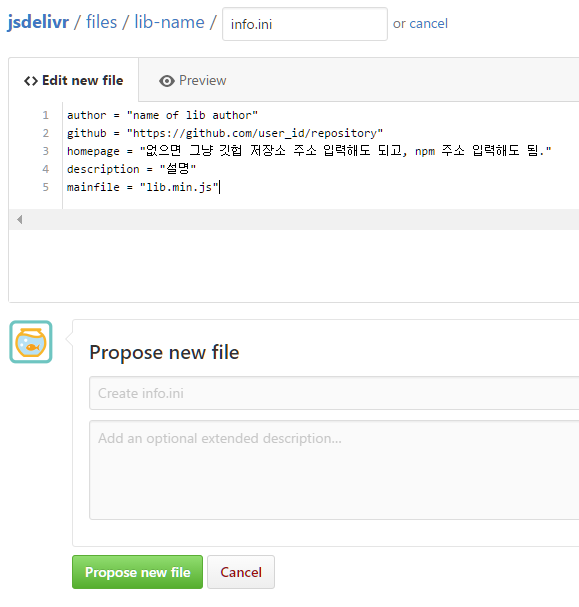 jsdelivr / files / lib-name / info.ini or cancel
<> Edit new file Preview
1 author = "name of lib author"
2 github = "https://github.com/user_id/repository"
3 homepage = "없으면 그냥 깃헙 저장소 주소 입력해도 되고, npm 주소 입력해도 됨."
4 description = "설명"
5 mainfile = "lib.min.js"
Propose new file
Create info.ini
Add an optional extended description...
Propose new file Cancel